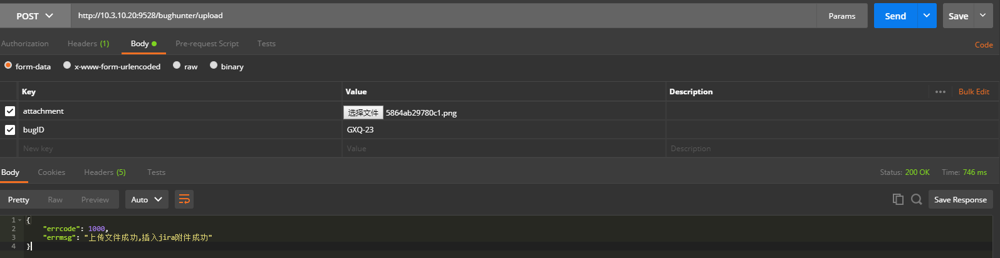 POST http://10.3.10.20:9528/bughunter/upload Params Send Save
Authorization Headers (1) Body Pre-request Script Tests Code
form-data x-www-form-urlencoded raw binary
Key Value Description ••• Bulk Edit
attachment 选择文件 5864ab29780c1.png
bugID GXQ-23
New key Value Description
Body Cookies Headers (5) Tests Status: 200 OK Time: 746 ms
Pretty Raw Preview Auto Save Response
1 {
2 "errcode": 1000,
3 "errmsg": "上传文件成功,插入jira附件成功"
4 }